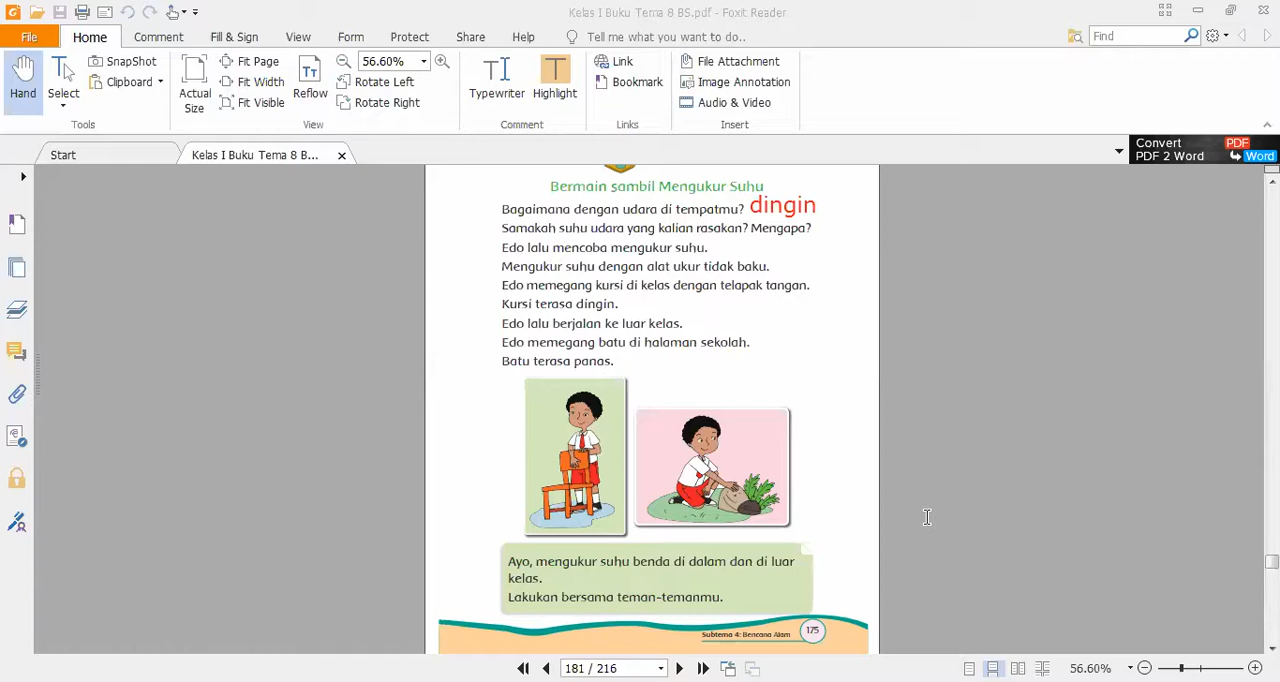 Kelas I Buku Tema 8 BS.pdf - Foxit Reader
File Home Comment Fill & Sign View Form Protect Share Help Tell me what you want to do.. Find
Hand
Select
SnapShot
Clipboard
Tools
Actual Size
Fit Page
Fit Width
Fit Visible
Reflow
56.60%
Rotate Left
Rotate Right
View
Typewriter
Highlight
Comment
Link
Bookmark
Links
File Attachment
Image Annotation
Audio & Video
Insert
Start
Kelas I Buku Tema 8 B...
Convert PDF
PDF 2 Word Word
Bermain sambil Mengukur Suhu
Bagaimana dengan udara di tempatmu? dingin
Samakah suhu udara yang kalian rasakan? Mengapa?
Edo lalu mencoba mengukur suhu.
Mengukur suhu dengan alat ukur tidak baku.
Edo memegang kursi di kelas dengan telapak tangan.
Kursi terasa dingin.
Edo lalu berjalan ke luar kelas.
Edo memegang batu di halaman sekolah.
Batu terasa panas.
Ayo, mengukur suhu benda di dalam dan di luar
kelas.
Lakukan bersama teman-temanmu.
Subtema 4: Bencana Alam 175
181 / 216
56.60%